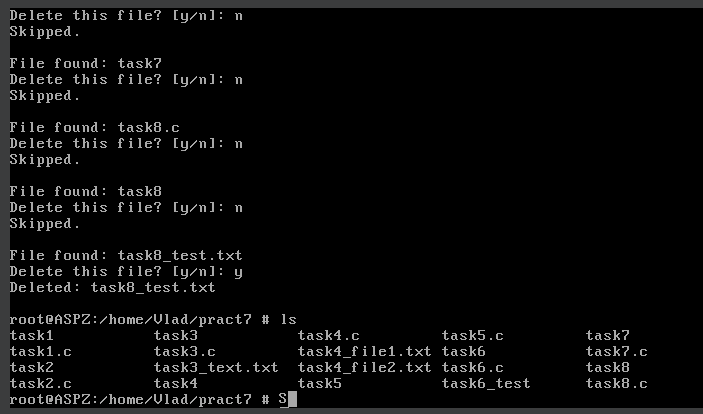 Delete this file? [y/n]: n
Skipped.
File found: task7
Delete this file? [y/n]: n
Skipped.
File found: task8.c
Delete this file? [y/n]: n
Skipped.
File found: task8
Delete this file? [y/n]: n
Skipped.
File found: task8_test.txt
Delete this file? [y/n]: y
Deleted: task8_test.txt
root@ASPZ:/home/Vlad/pract7 # ls
task1 task3 task4.c task5.c task7
task1.c task3.c task4_file1.txt task6 task7.c
task2 task3_text.txt task4_file2.txt task6.c task8
task2.c task4 task5 task6_test task8.c
root@ASPZ:/home/Vlad/pract7 # S